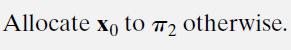 Allocate x₀ to π₂ otherwise.